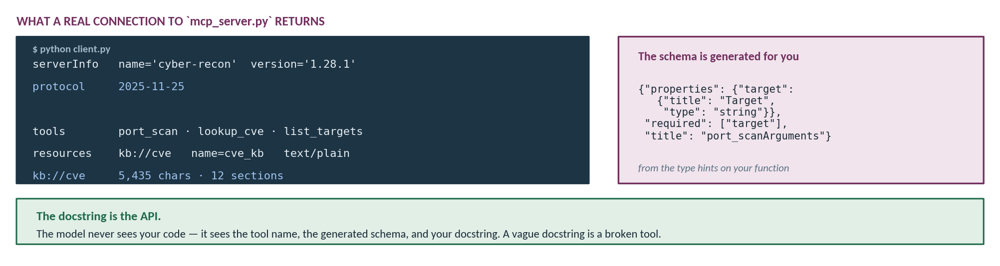 WHAT A REAL CONNECTION TO `mcp_server.py` RETURNS
$ python client.py
serverInfo   name='cyber-recon'  version='1.28.1'
protocol     2025-11-25
tools        port_scan · lookup_cve · list_targets
resources    kb://cve   name=cve_kb   text/plain
kb://cve     5,435 chars · 12 sections
The schema is generated for you
{"properties": {"target":
   {"title": "Target",
    "type": "string"}},
 "required": ["target"],
 "title": "port_scanArguments"}
from the type hints on your function
The docstring is the API.
The model never sees your code — it sees the tool name, the generated schema, and your docstring. A vague docstring is a broken tool.